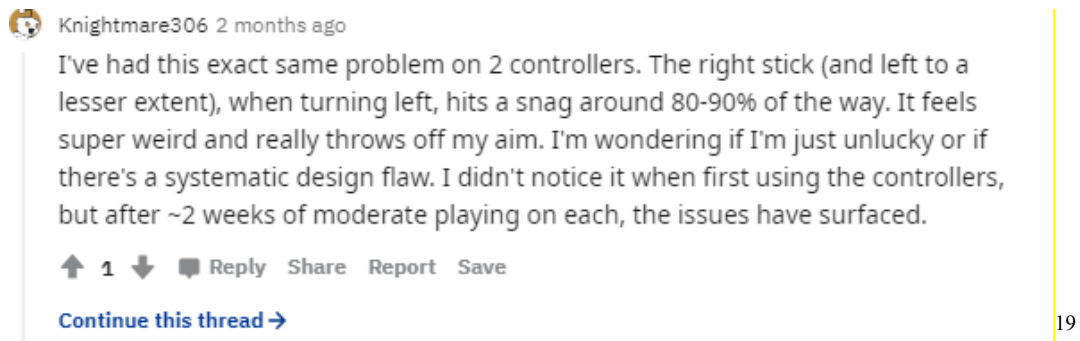 Knightmare306 2 months ago
I've had this exact same problem on 2 controllers. The right stick (and left to a
lesser extent), when turning left, hits a snag around 80-90% of the way. It feels
super weird and really throws off my aim. I'm wondering if I'm just unlucky or if
there's a systematic design flaw. I didn't notice it when first using the controllers,
but after ~2 weeks of moderate playing on each, the issues have surfaced.
1 Reply Share Report Save
Continue this thread→
19